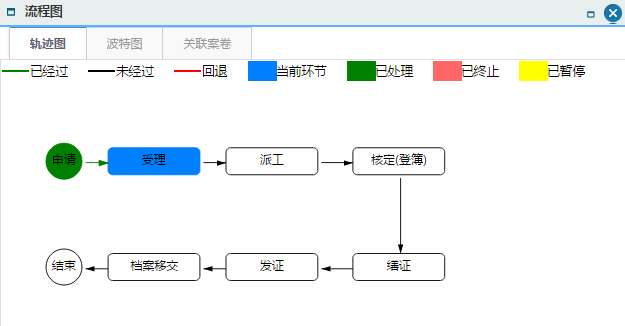 流程图
轨迹图 波特图 关联案卷
已经过 未经过 回退 当前环节 已处理 已终止 已暂停
申请 受理 派工 核定(登簿)
结束 档案移交 发证 缮证